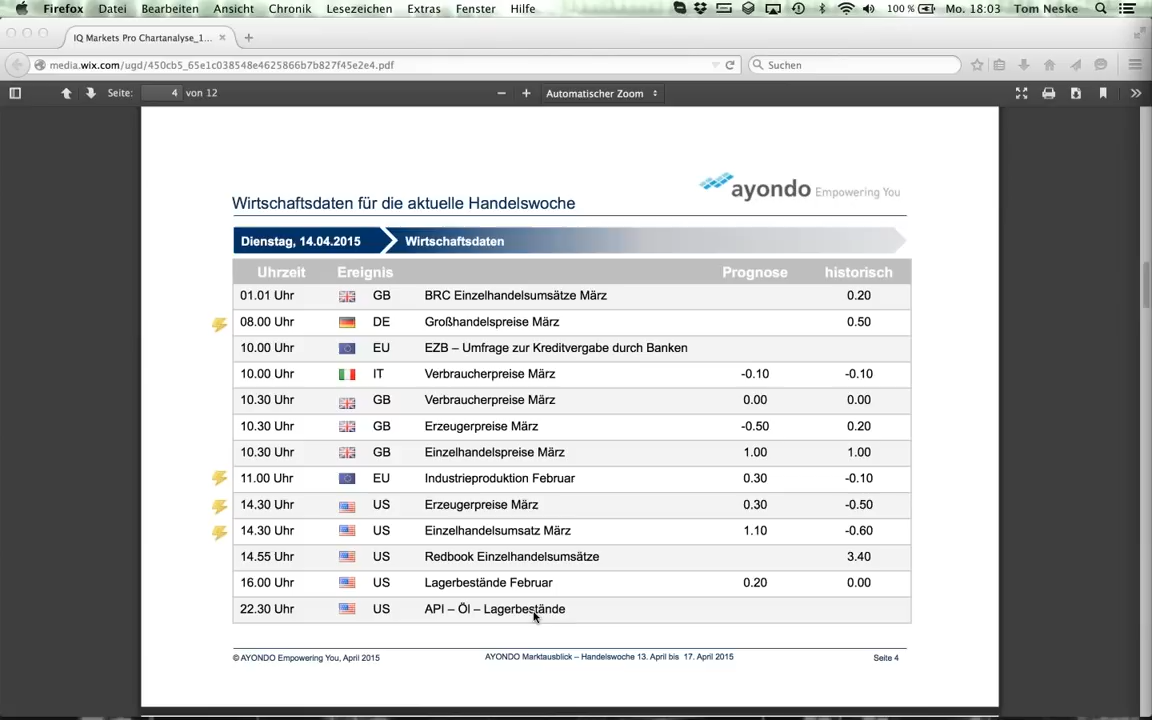 Firefox Datei Bearbeiten Ansicht Chronik Lesezeichen Extras Fenster Hilfe 100 % Mo. 18:03 Tom Neske
IQ Markets Pro Chartanalyse_1...
media.wix.com/ugd/450cb5_65e1c038548e4625866b7b827f45e2e4.pdf Suchen
Seite: 4 von 12 Automatischer Zoom
ayondo Empowering You
Wirtschaftsdaten für die aktuelle Handelswoche
Dienstag, 14.04.2015 Wirtschaftsdaten
Uhrzeit Ereignis Prognose historisch
01.01 Uhr GB BRC Einzelhandelsumsätze März 0.20
08.00 Uhr DE Großhandelspreise März 0.50
10.00 Uhr EU EZB – Umfrage zur Kreditvergabe durch Banken
10.00 Uhr IT Verbraucherpreise März -0.10 -0.10
10.30 Uhr GB Verbraucherpreise März 0.00 0.00
10.30 Uhr GB Erzeugerpreise März -0.50 0.20
10.30 Uhr GB Einzelhandelspreise März 1.00 1.00
11.00 Uhr EU Industrieproduktion Februar 0.30 -0.10
14.30 Uhr US Erzeugerpreise März 0.30 -0.50
14.30 Uhr US Einzelhandelsumsatz März 1.10 -0.60
14.55 Uhr US Redbook Einzelhandelsumsätze 3.40
16.00 Uhr US Lagerbestände Februar 0.20 0.00
22.30 Uhr US API – Öl – Lagerbestände
© AYONDO Empowering You, April 2015 AYONDO Marktausblick – Handelswoche 13. April bis 17. April 2015 Seite 4